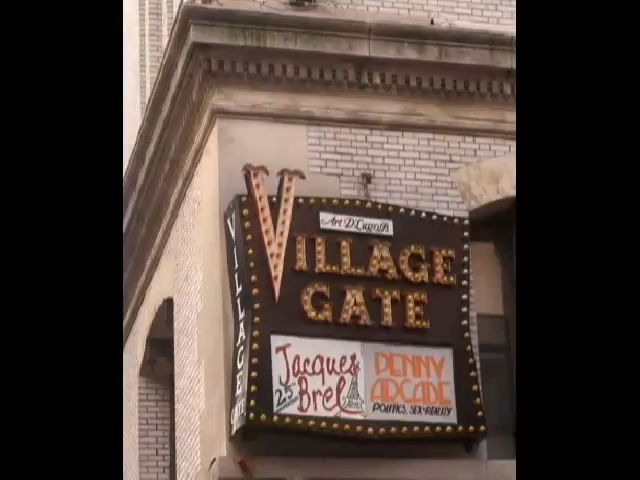 Art D'Lugoff's
VILLAGE
GATE
Jacques
Brel
25th
PENNY
ARCADE
POLITICS, SEX & REALITY
VILLAGE